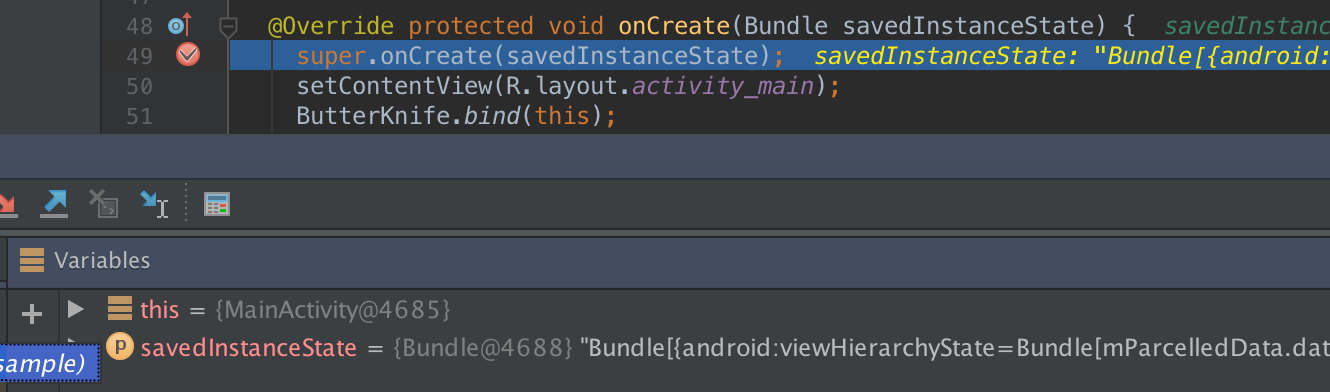 48 @Override protected void onCreate(Bundle savedInstanceState) { savedInstanc
49 super.onCreate(savedInstanceState); savedInstanceState: "Bundle[{android:
50 setContentView(R.layout.activity_main);
51 ButterKnife.bind(this);
Variables
this = {MainActivity@4685}
sample)
p savedInstanceState = {Bundle@4688} "Bundle[{android:viewHierarchyState=Bundle[mParcelledData.dat